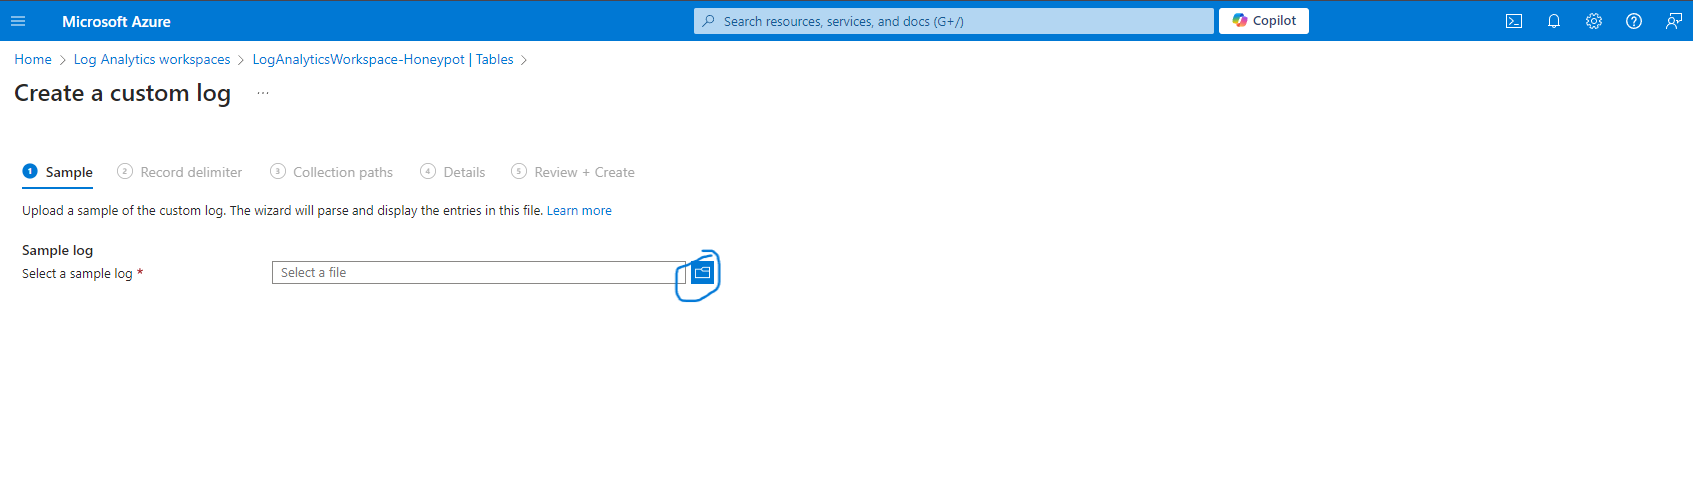 Microsoft Azure
Search resources, services, and docs (G+/)
Copilot
Home > Log Analytics workspaces > LogAnalyticsWorkspace-Honeypot | Tables >
Create a custom log ...
1 Sample
2 Record delimiter
3 Collection paths
4 Details
5 Review + Create
Upload a sample of the custom log. The wizard will parse and display the entries in this file. Learn more
Sample log
Select a sample log *
Select a file